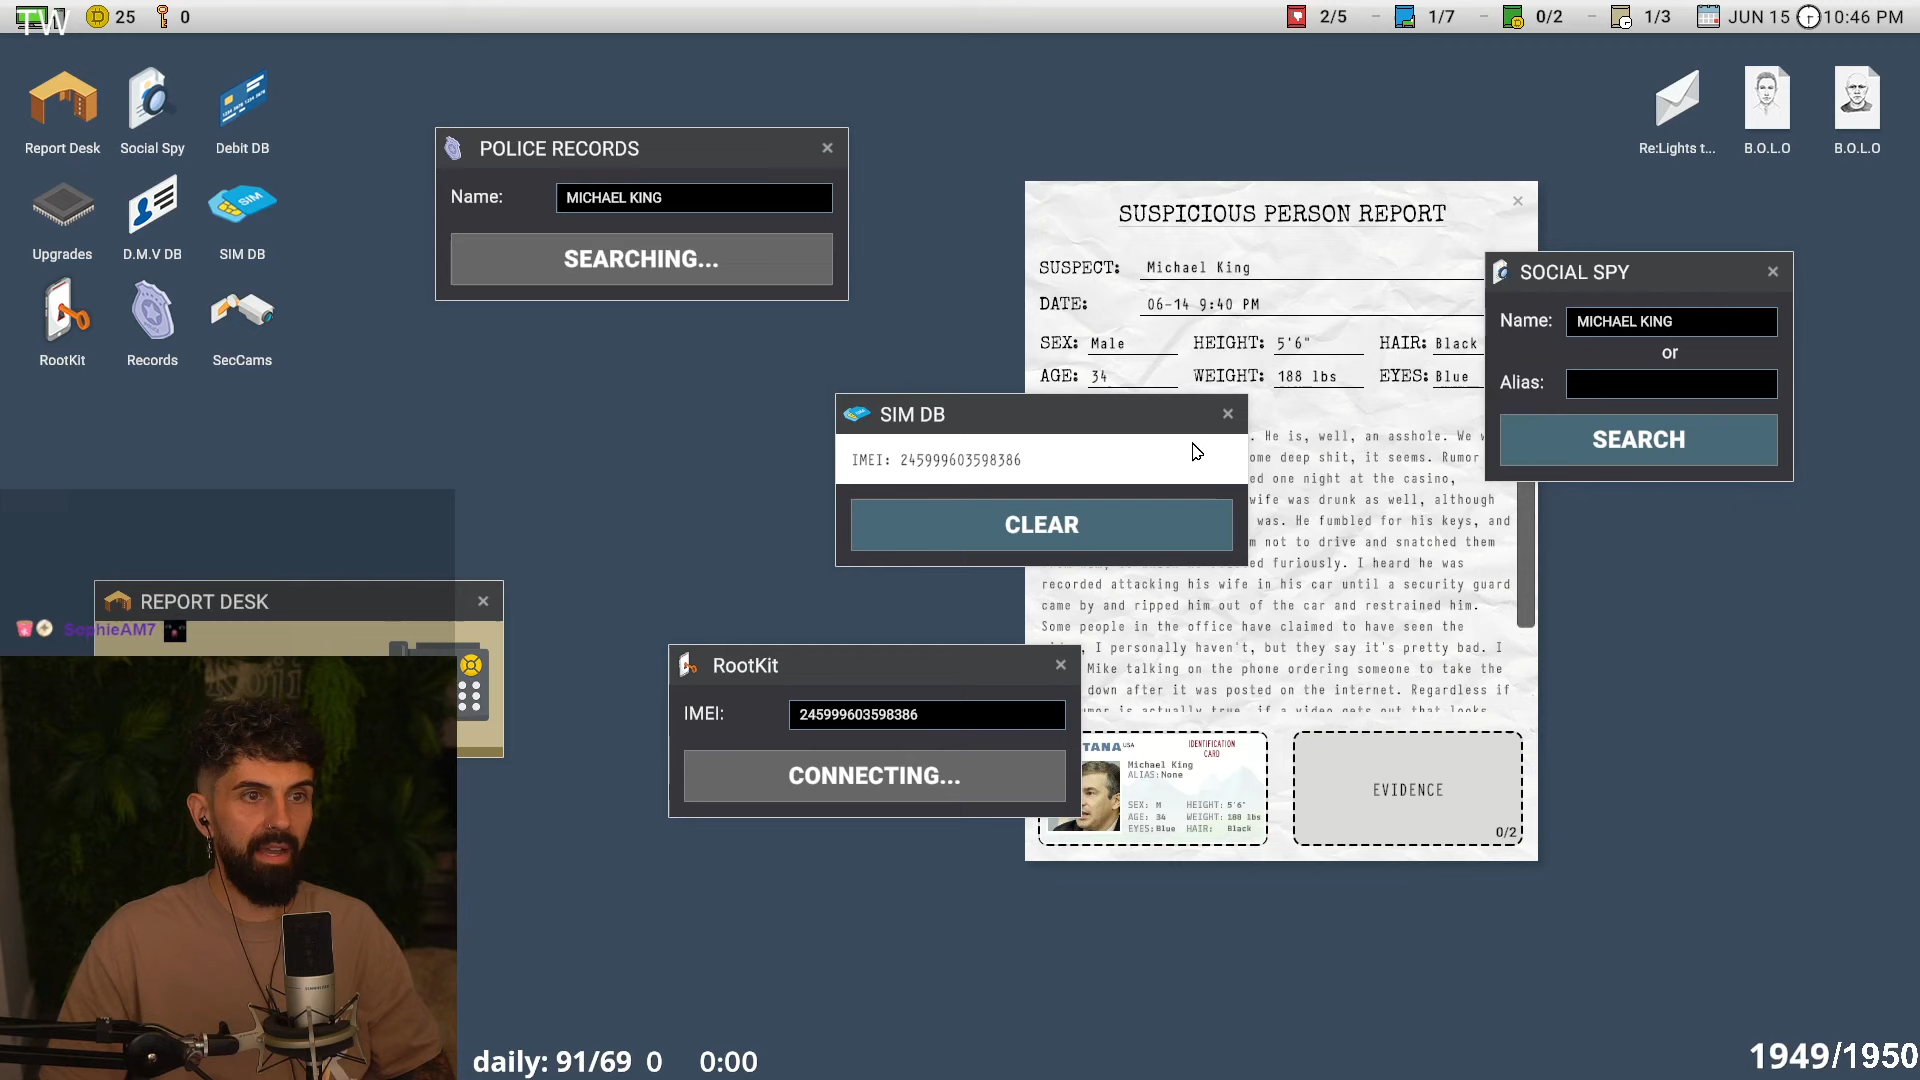 TW
25
0
2/5
1/7
0/2
1/3
JUN 15
10:46 PM
Report Desk
Social Spy
Debit DB
Upgrades
D.M.V DB
SIM DB
RootKit
Records
SecCams
Re:Lights t...
B.O.L.O
B.O.L.O
POLICE RECORDS
Name:
MICHAEL KING
SEARCHING...
SUSPICIOUS PERSON REPORT
SUSPECT: Michael King
DATE: 06-14 9:40 PM
SEX: Male HEIGHT: 5'6" HAIR: Black
AGE: 34 WEIGHT: 188 lbs EYES: Blue
. He is, well, an asshole. We
ome deep shit, it seems. Rumor
ed one night at the casino,
wife was drunk as well, although
was. He fumbled for his keys, and
m not to drive and snatched them
ed furiously. I heard he was
recorded attacking his wife in his car until a security guard
came by and ripped him out of the car and restrained him.
Some people in the office have claimed to have seen the
, I personally haven't, but they say it's pretty bad. I
Mike talking on the phone ordering someone to take the
down after it was posted on the internet. Regardless if
umor is actually true, if a video gets out that looks
TANA USA
IDENTIFICATION
CARD
Michael King
ALIAS: None
SEX: M HEIGHT: 5'6"
AGE: 34 WEIGHT: 188 lbs
EYES: Blue HAIR: Black
EVIDENCE
0/2
SOCIAL SPY
Name: MICHAEL KING
or
Alias:
SEARCH
SIM DB
IMEI: 245999603598386
CLEAR
REPORT DESK
SophieAM7
RootKit
IMEI: 245999603598386
CONNECTING...
daily: 91/69 0 0:00
1949/1950